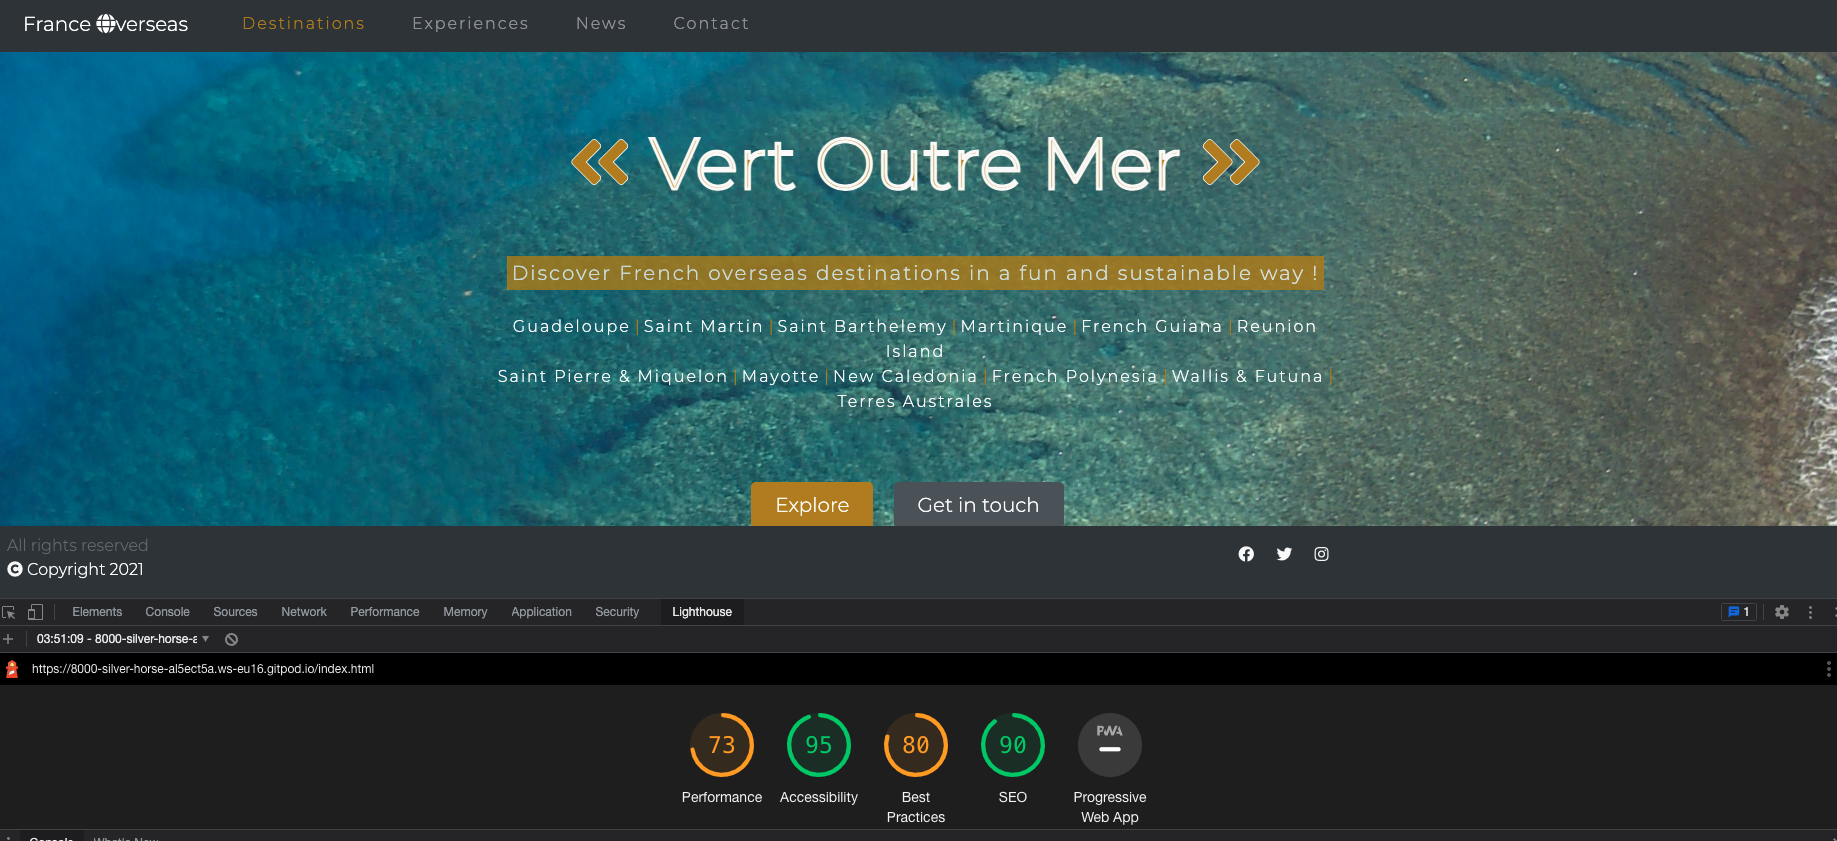 France Overseas Destinations Experiences News Contact
« Vert Outre Mer »
Discover French overseas destinations in a fun and sustainable way !
Guadeloupe | Saint Martin | Saint Barthelemy | Martinique | French Guiana | Reunion
Island
Saint Pierre & Miquelon | Mayotte | New Caledonia | French Polynesia | Wallis & Futuna |
Terres Australes
Explore Get in touch
All rights reserved
Copyright 2021
Elements Console Sources Network Performance Memory Application Security Lighthouse 1
03:51:09 - 8000-silver-horse-a
https://8000-silver-horse-al5ect5a.ws-eu16.gitpod.io/index.html
PWA
73 95 80 90
Performance Accessibility Best SEO Progressive
Practices Web App
Console What's New